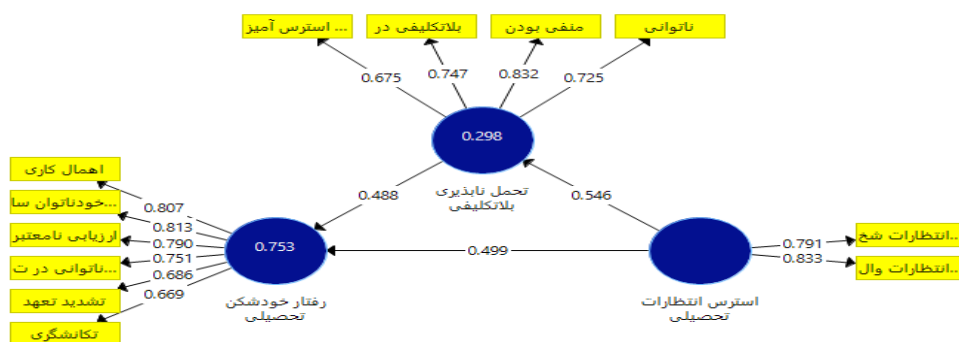 استرس آمیز ...
بلاتکلیفی در
منفی بودن
ناتوانی
0.675
0.747
0.832
0.725
0.298
تحمل ناپذیری
بلاتکلیفی
0.488
0.546
0.499
اهمال کاری
خودناتوان سا...
ارزیابی نامعتبر
ناتوانی در ت...
تشدید تعهد
تکانشگری
0.807
0.813
0.790
0.751
0.686
0.669
0.753
رفتار خودشکن
تحصیلی
استرس انتظارات
تحصیلی
0.791
0.833
انتظارات شخ...
انتظارات وال...